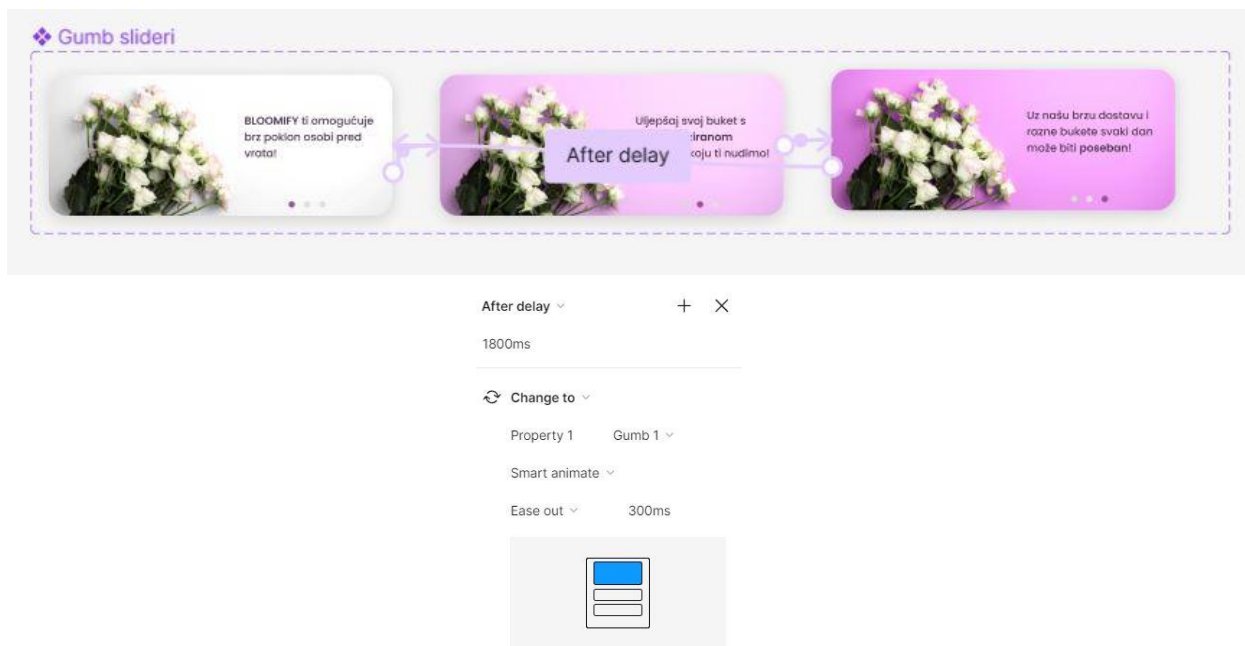 Gumb slideri
BLOOMIFY ti omogućuje
brz poklon osobi pred
vrata!
Uljepšaj svoj buket s
After delay
koju ti nudimo!
Uz našu brzu dostavu i
razne bukete svaki dan
može biti poseban!
After delay
1800ms
Change to
Property 1 Gumb 1
Smart animate
Ease out 300ms